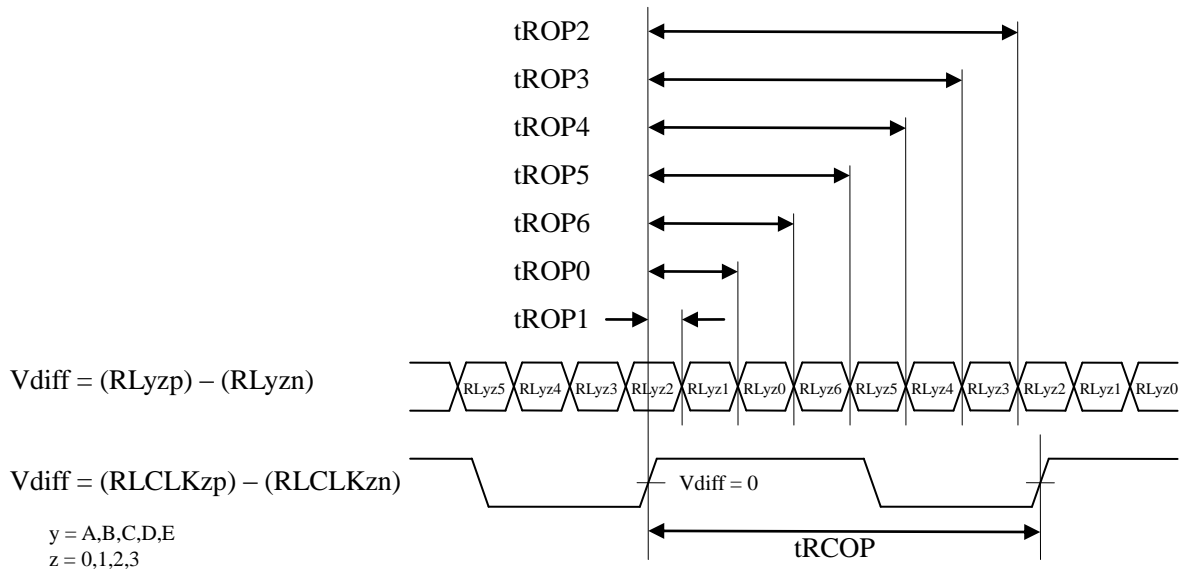 tROP2
tROP3
tROP4
tROP5
tROP6
tROP0
tROP1
Vdiff = (RLyzp) – (RLyzn)
RLyz5 RLyz4 RLyz3 RLyz2 RLyz1 RLyz0 RLyz6 RLyz5 RLyz4 RLyz3 RLyz2 RLyz1 RLyz0
Vdiff = (RLCLKzp) – (RLCLKzn)
Vdiff = 0
y = A,B,C,D,E
z = 0,1,2,3
tRCOP